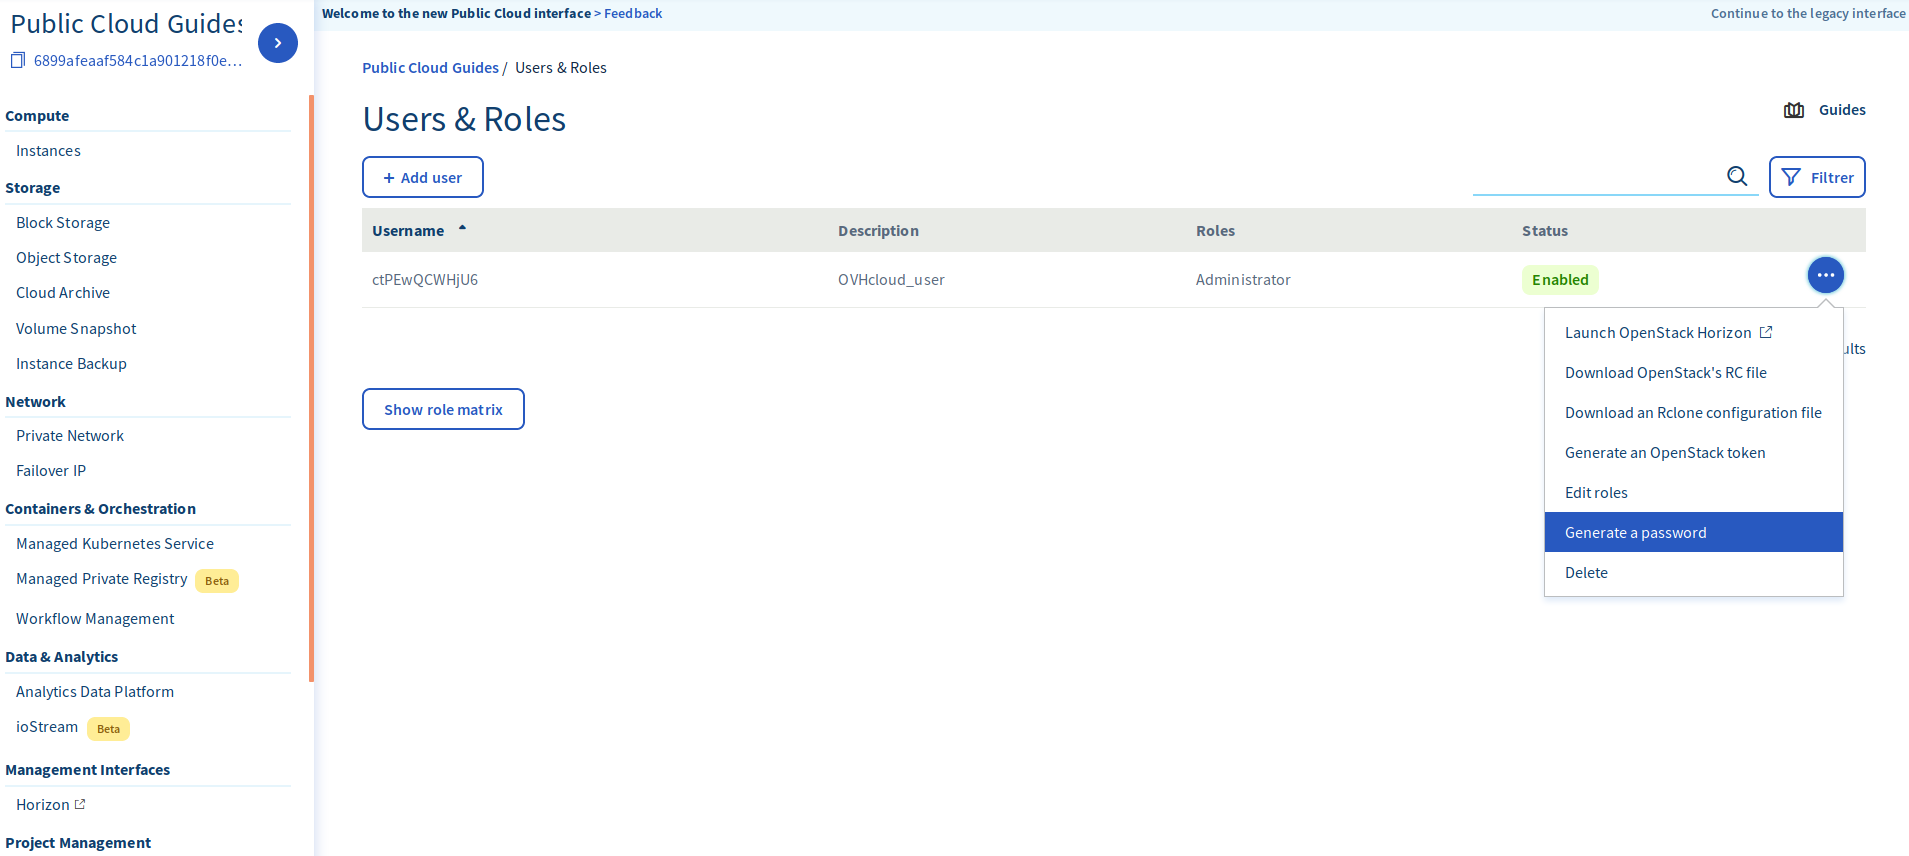 Public Cloud Guides
6899afeaaf584c1a901218f0e...
Compute
Instances
Storage
Block Storage
Object Storage
Cloud Archive
Volume Snapshot
Instance Backup
Network
Private Network
Failover IP
Containers & Orchestration
Managed Kubernetes Service
Managed Private Registry Beta
Workflow Management
Data & Analytics
Analytics Data Platform
ioStream Beta
Management Interfaces
Horizon
Project Management
Welcome to the new Public Cloud interface > Feedback
Continue to the legacy interface
Public Cloud Guides / Users & Roles
Users & Roles
Guides
+ Add user
Filtrer
Username Description Roles Status
ctPEwQCWHjU6 OVHcloud_user Administrator Enabled
Launch OpenStack Horizon
Download OpenStack's RC file
Download an Rclone configuration file
Generate an OpenStack token
Edit roles
Generate a password
Delete
Show role matrix